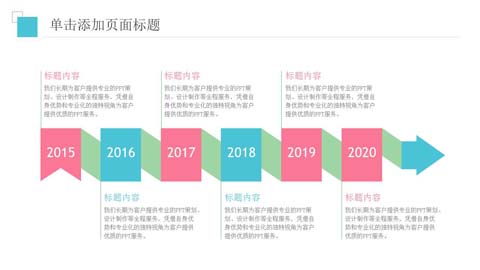 单击添加页面标题
标题内容
我们长期为客户提供专业的PPT策
划、设计制作等全程服务、凭借自
身优势和专业化的独特视角为客户
提供优质的PPT服务。
标题内容
我们长期为客户提供专业的PPT策
划、设计制作等全程服务、凭借自
身优势和专业化的独特视角为客户
提供优质的PPT服务。
标题内容
我们长期为客户提供专业的PPT策
划、设计制作等全程服务、凭借自
身优势和专业化的独特视角为客户
提供优质的PPT服务。
2015
2016
2017
2018
2019
2020
标题内容
我们长期为客户提供专业的PPT策划、
设计制作等全程服务、凭借自身优
势和专业化的独特视角为客户提供
优质的PPT服务。
标题内容
我们长期为客户提供专业的PPT策划、
设计制作等全程服务、凭借自身优
势和专业化的独特视角为客户提供
优质的PPT服务。
标题内容
我们长期为客户提供专业的PPT策划、
设计制作等全程服务、凭借自身优
势和专业化的独特视角为客户提供
优质的PPT服务。